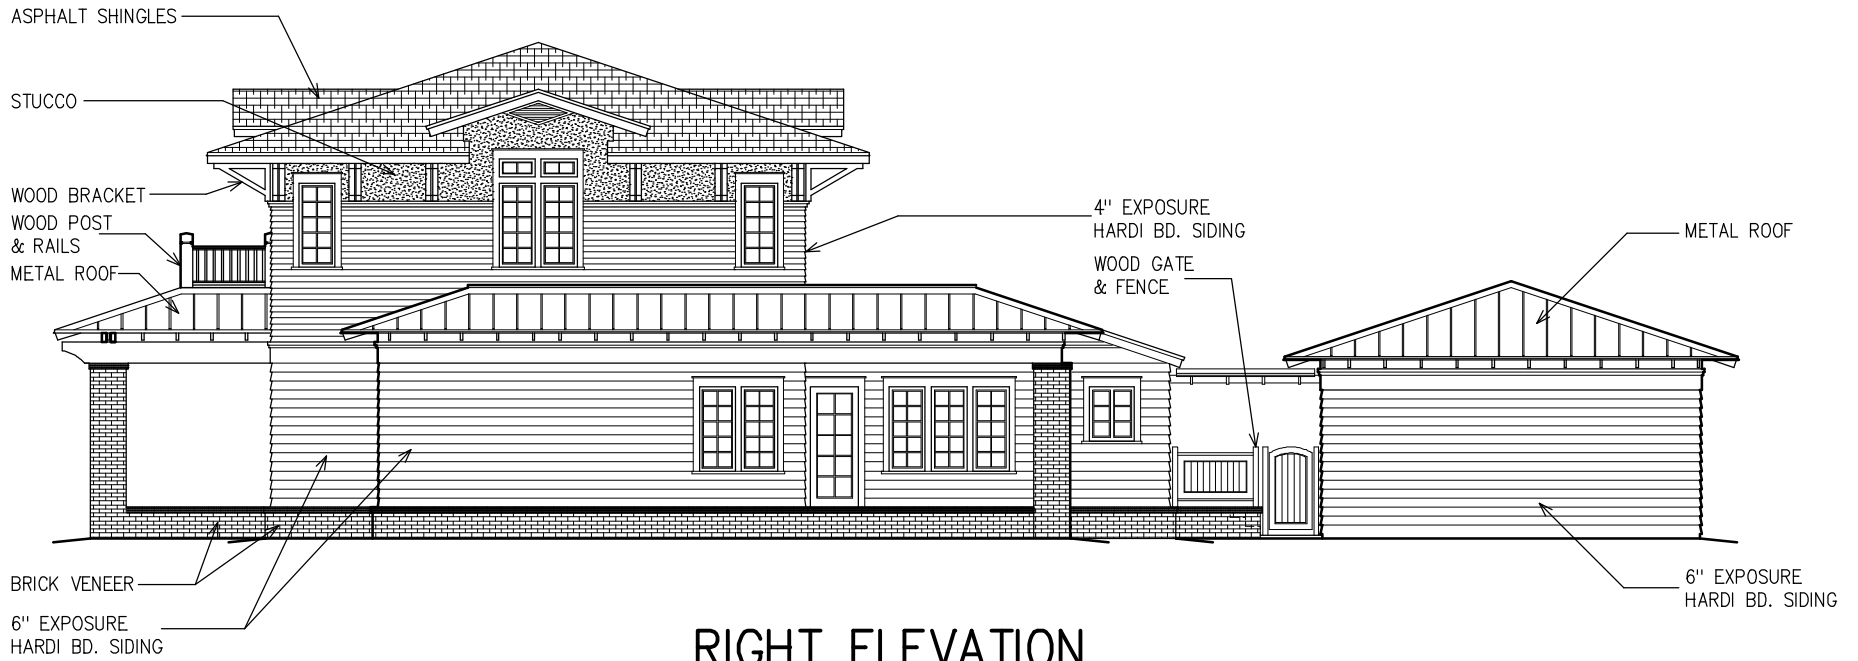 ASPHALT SHINGLES
STUCCO
WOOD BRACKET
WOOD POST
& RAILS
METAL ROOF
BRICK VENEER
6" EXPOSURE
HARDI BD. SIDING
4" EXPOSURE
HARDI BD. SIDING
WOOD GATE
& FENCE
METAL ROOF
6" EXPOSURE
HARDI BD. SIDING
RIGHT ELEVATION